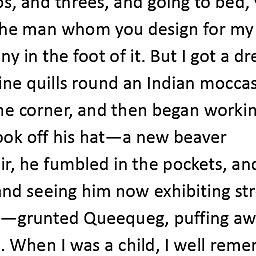 and threes, and going to bed,
he man whom you design for my
ny in the foot of it. But I got a dre
ine quills round an Indian moccas
ne corner, and then began workin
ook off his hat—a new beaver
ir, he fumbled in the pockets, and
and seeing him now exhibiting str
—grunted Queequeg, puffing aw
. When I was a child, I well remer